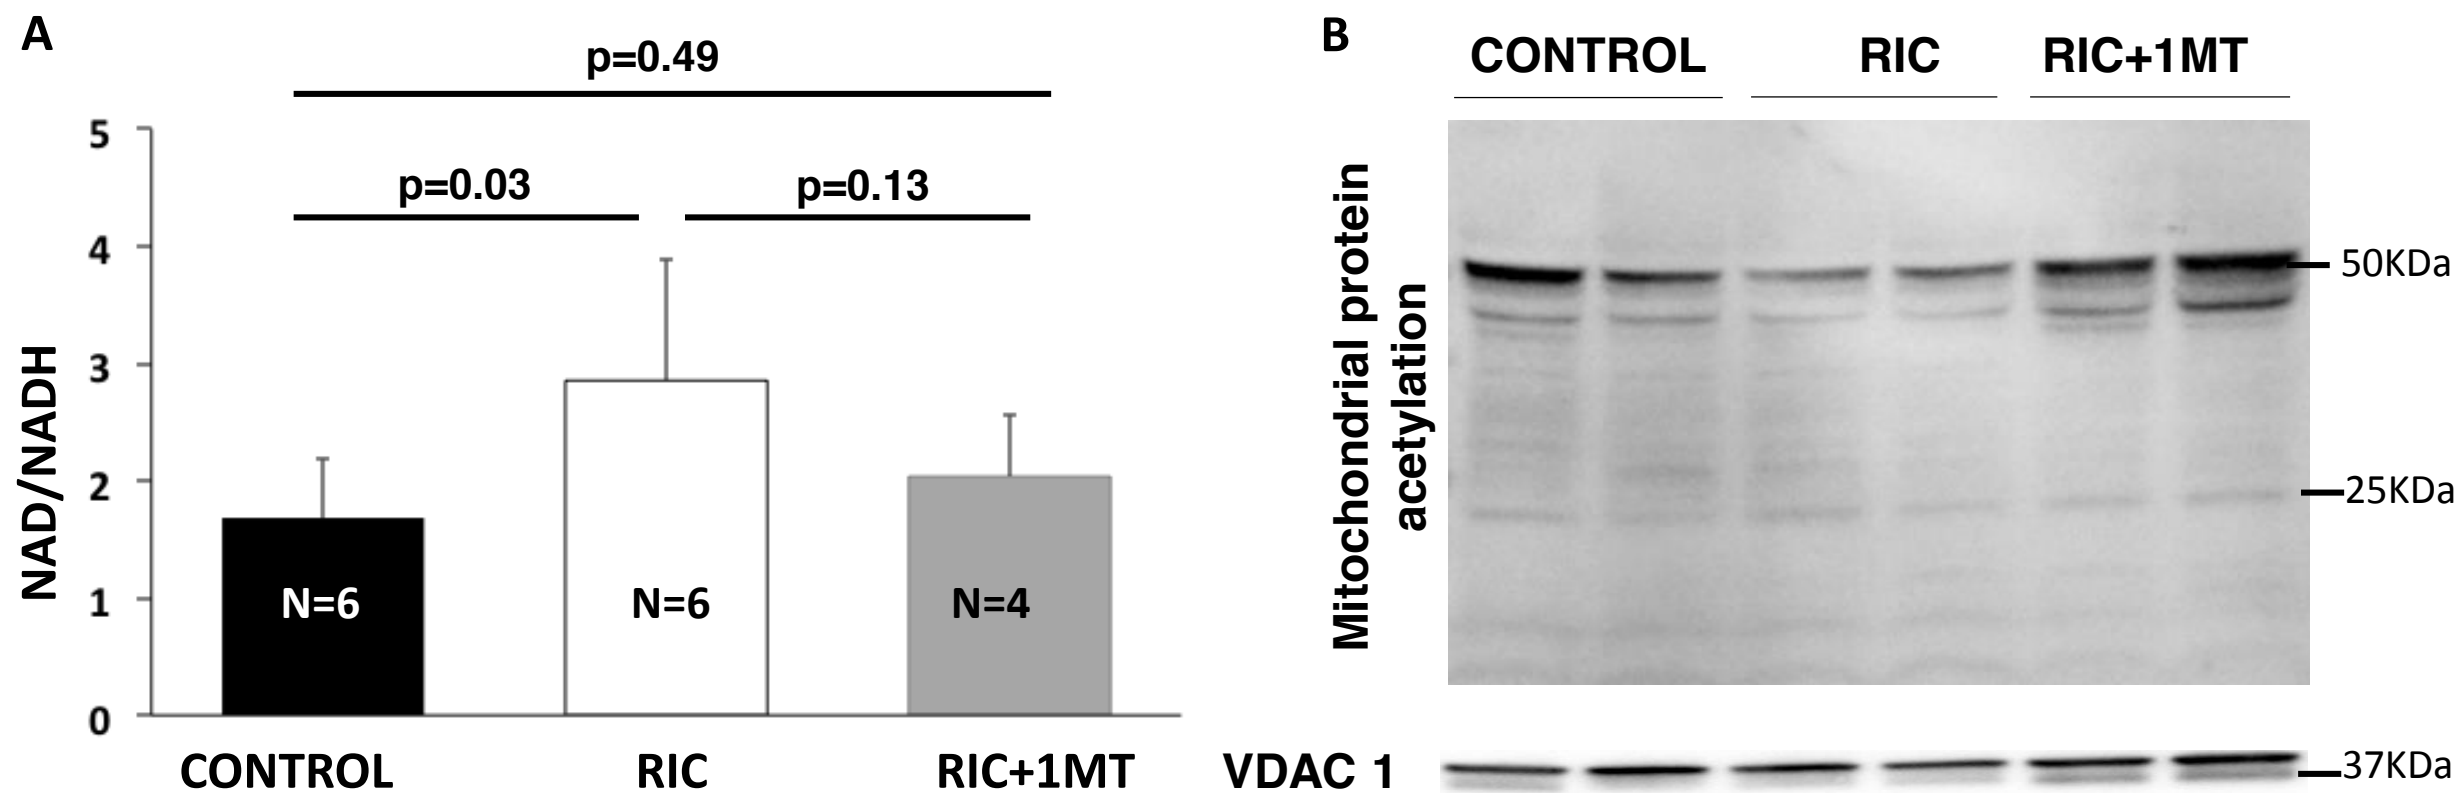 A
p=0.49
p=0.03
p=0.13
NAD/NADH
5
4
3
2
1
0
N=6
N=6
N=4
CONTROL
RIC
RIC+1MT
B
CONTROL
RIC
RIC+1MT
Mitochondrial protein
acetylation
50KDa
25KDa
VDAC 1
37KDa